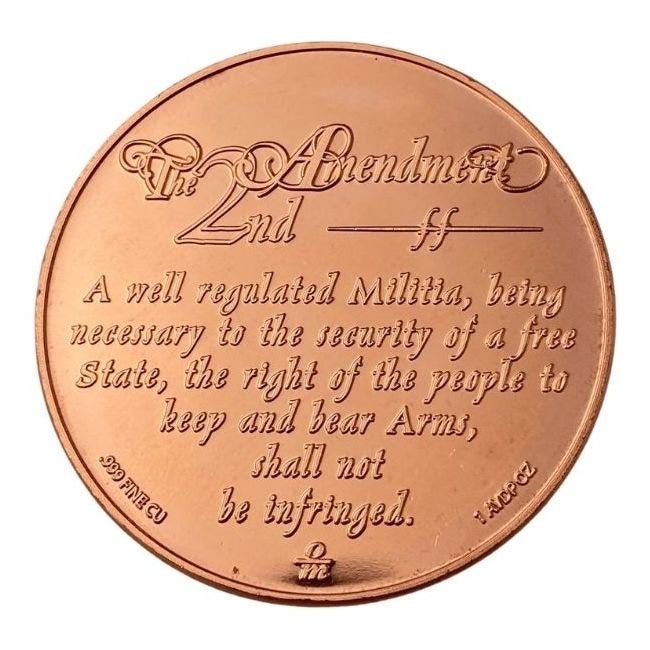 The 2nd Amendment
A well regulated Militia, being
necessary to the security of a free
State, the right of the people to
keep and bear Arms,
shall not
be infringed.
.999 FINE CU
1 AVDP OZ